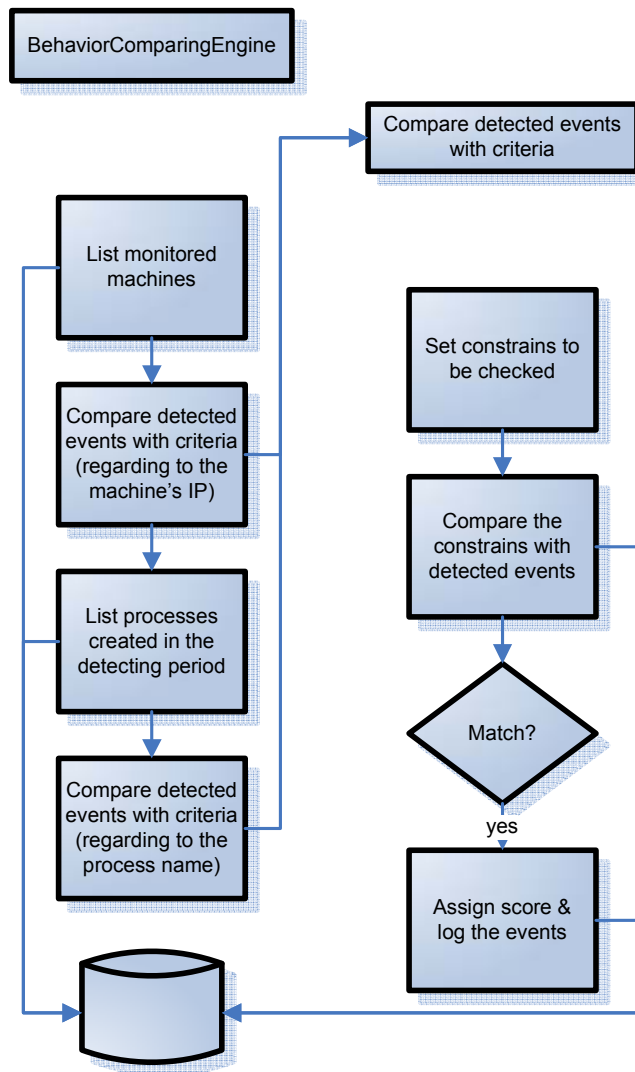 BehaviorComparingEngine
Compare detected events
with criteria
List monitored
machines
Compare detected
events with criteria
(regarding to the
machine's IP)
List processes
created in the
detecting period
Compare detected
events with criteria
(regarding to the
process name)
Set constrains to
be checked
Compare the
constrains with
detected events
Match?
yes
Assign score &
log the events